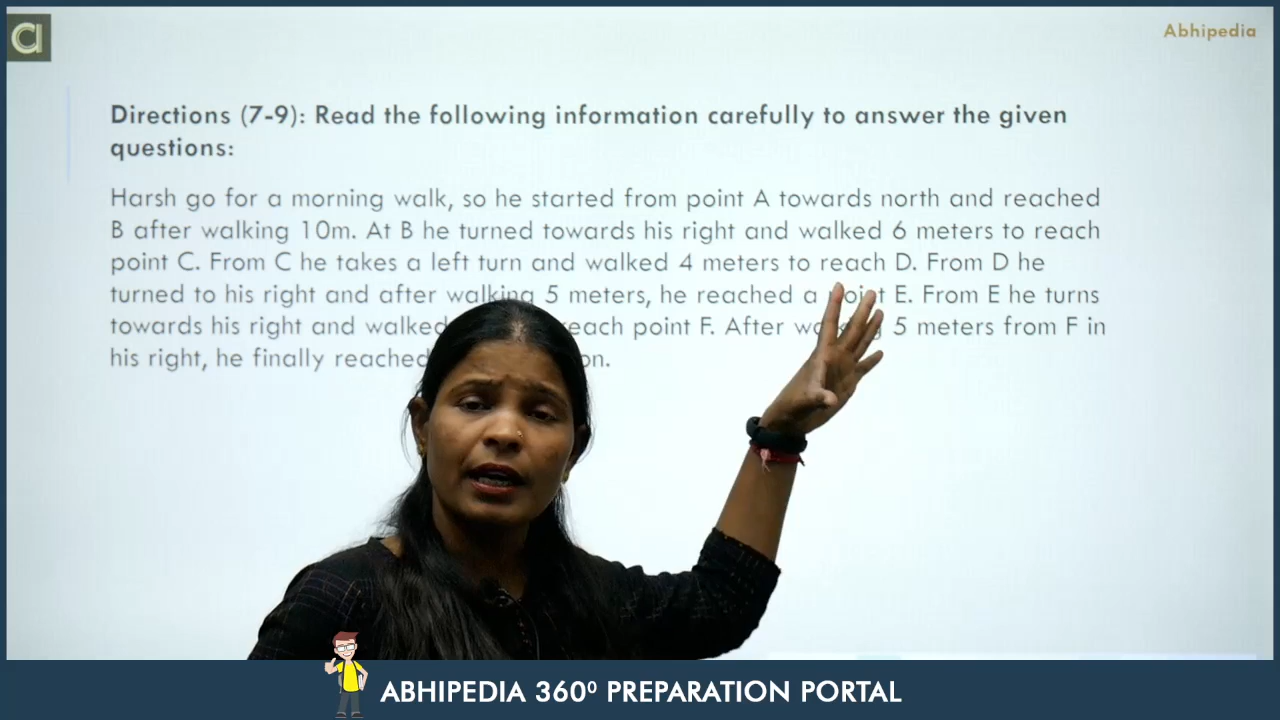 Abhipedia
Directions (7-9): Read the following information carefully to answer the given
questions:
Harsh go for a morning walk, so he started from point A towards north and reached
B after walking 10m. At B he turned towards his right and walked 6 meters to reach
point C. From C he takes a left turn and walked 4 meters to reach D. From D he
turned to his right and after walking 5 meters, he reached a point E. From E he turns
towards his right and walked reach point F. After 5 meters from F in
his right, he finally reached
ABHIPEDIA 360⁰ PREPARATION PORTAL